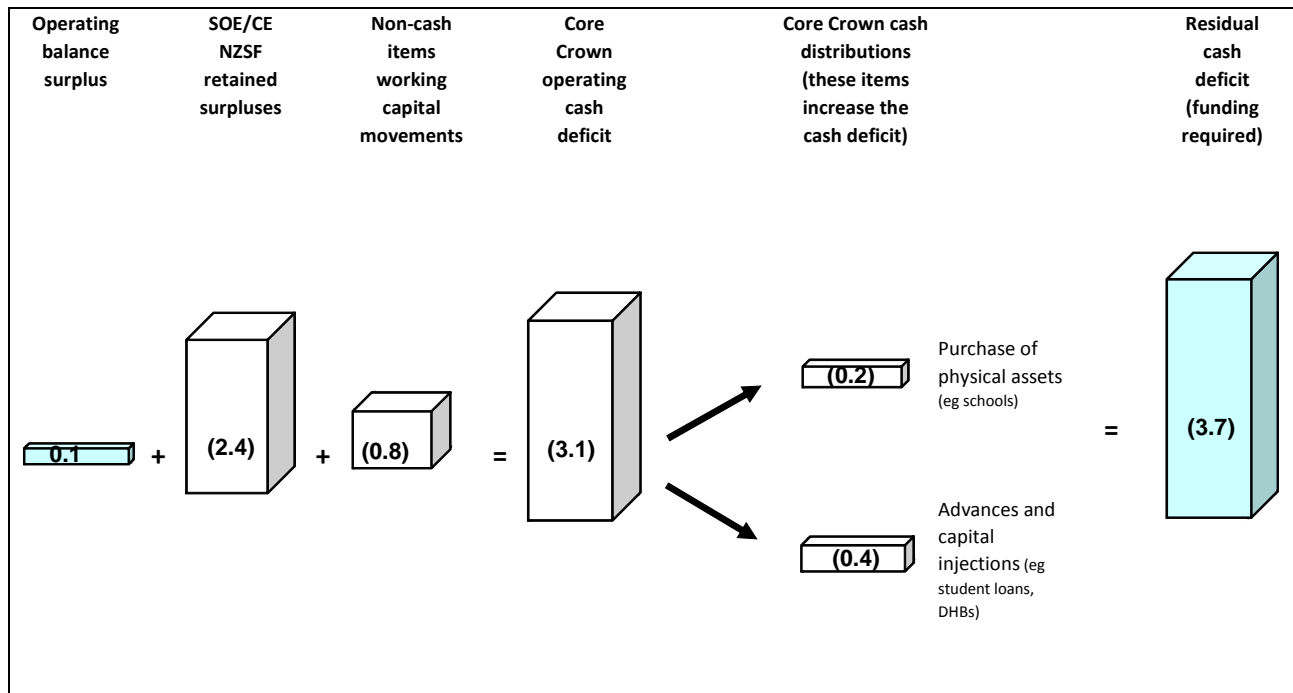 Operating
balance
surplus
SOE/CE
NZSF
retained
surpluses
Non-cash
items
working
capital
movements
Core
Crown
operating
cash
deficit
Core Crown cash
distributions
(these items
increase the
cash deficit)
Residual
cash
deficit
(funding
required)
0.1
+
(2.4)
+
(0.8)
=
(3.1)
(0.2)
Purchase of
physical assets
(eg schools)
(0.4)
Advances and
capital
injections (eg
student loans,
DHBs)
=
(3.7)